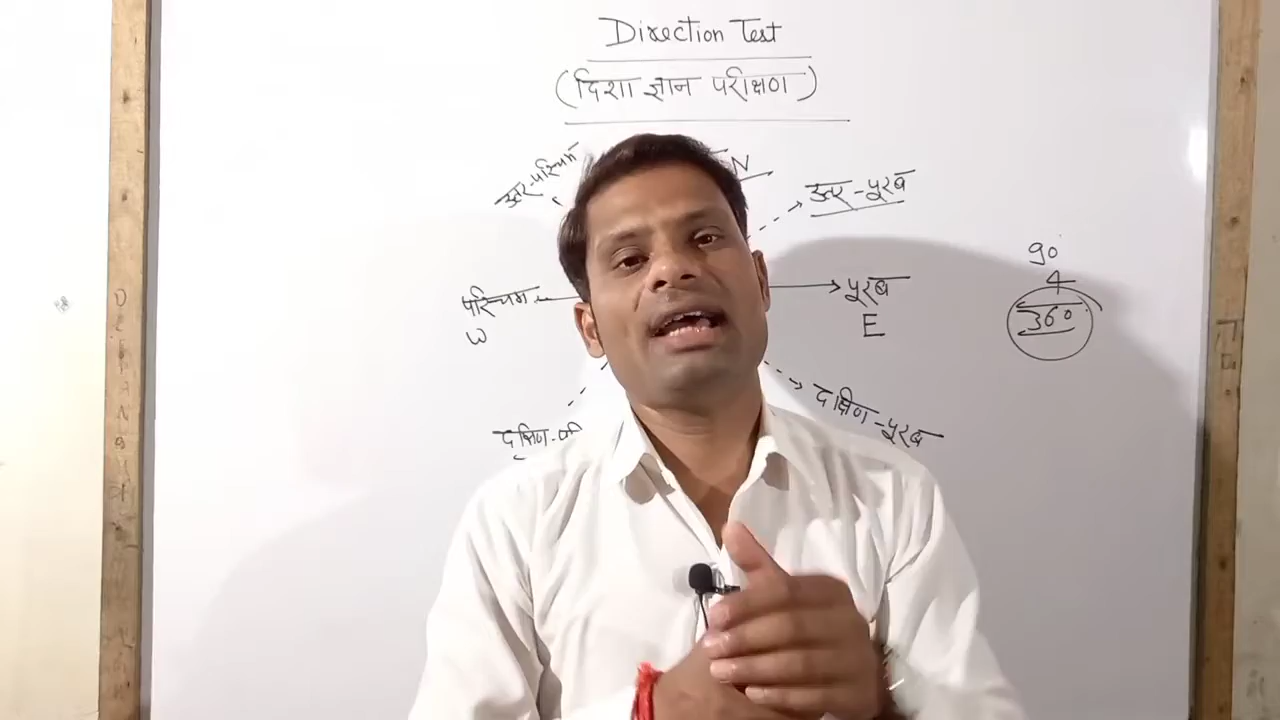 Direction Test
(दिशा ज्ञान परीक्षण)
उत्तर-पश्चिम
N
उत्तर-पूरब
90
4
360
पश्चिम
W
पूरब
E
दक्षिण-पूरब